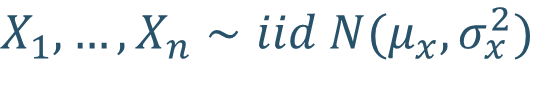 X₁, …, Xₙ ~ iid N(μₓ, σₓ²)